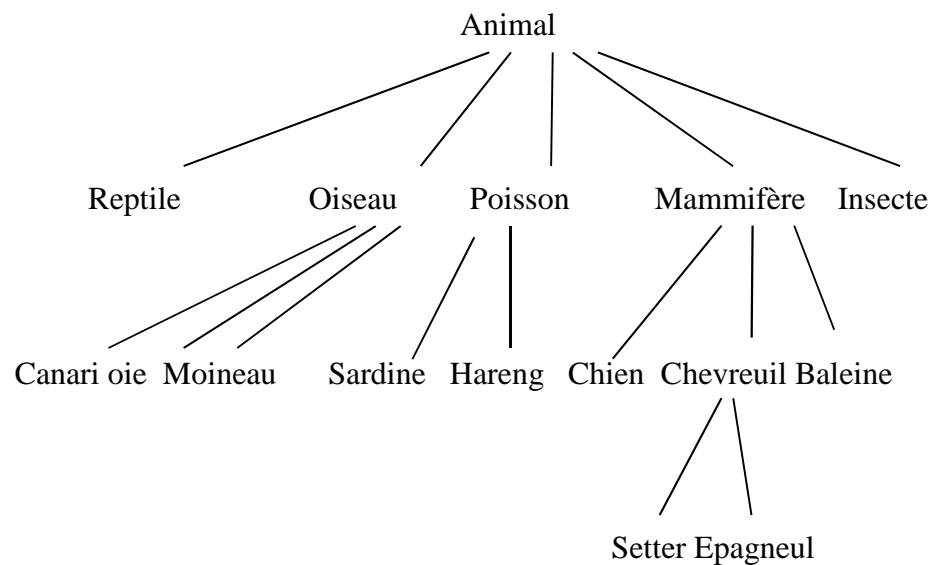 Animal
Reptile Oiseau Poisson Mammifère Insecte
Canari oie Moineau Sardine Hareng Chien Chevreuil Baleine
Setter Epagneul